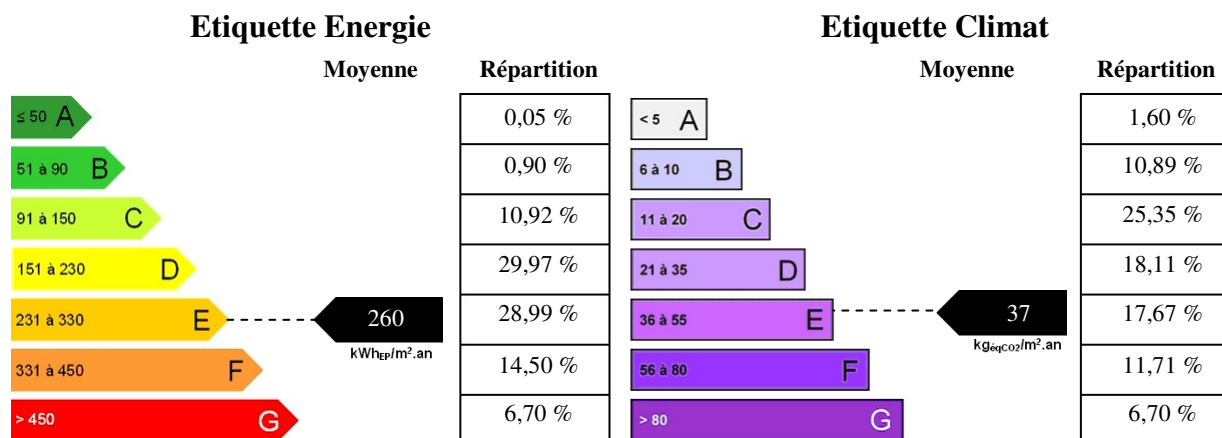 Etiquette Energie
Etiquette Climat
Moyenne Répartition
Moyenne Répartition
≤ 50 A 0,05 %
51 à 90 B 0,90 %
91 à 150 C 10,92 %
151 à 230 D 29,97 %
231 à 330 E 260 28,99 %
kWhEP/m².an
331 à 450 F 14,50 %
> 450 G 6,70 %
< 5 A 1,60 %
6 à 10 B 10,89 %
11 à 20 C 25,35 %
21 à 35 D 18,11 %
36 à 55 E 37 17,67 %
kgéqCO2/m².an
56 à 80 F 11,71 %
> 80 G 6,70 %